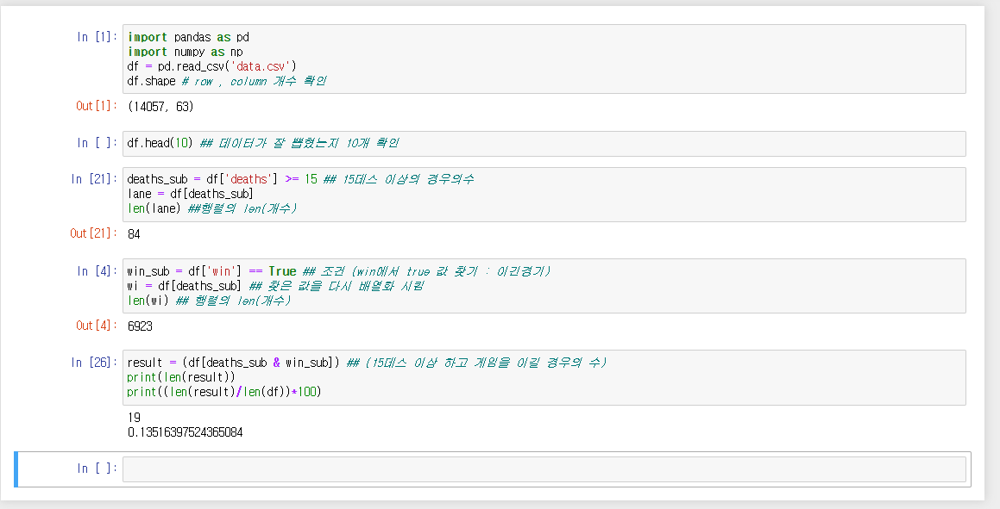 In [1]: import pandas as pd
import numpy as np
df = pd.read_csv('data.csv')
df.shape # row , column 개수 확인
Out[1]: (14057, 63)
In [ ]: df.head(10) ## 데이터가 잘 뽑혔는지 10개 확인
In [21]: deaths_sub = df['deaths'] >= 15 ## 15데스 이상의 경우의수
lane = df[deaths_sub]
len(lane) ##행렬의 len(개수)
Out[21]: 84
In [4]: win_sub = df['win'] == True ## 조건 (win에서 true 값 찾기 : 이긴경기)
wi = df[deaths_sub] ## 찾은 값을 다시 배열화 시킴
len(wi) ## 행렬의 len(개수)
Out[4]: 6923
In [26]: result = (df[deaths_sub & win_sub]) ## (15데스 이상 하고 게임을 이길 경우의 수)
print(len(result))
print((len(result)/len(df))*100)
19
0.13516397524365084
In [ ]: